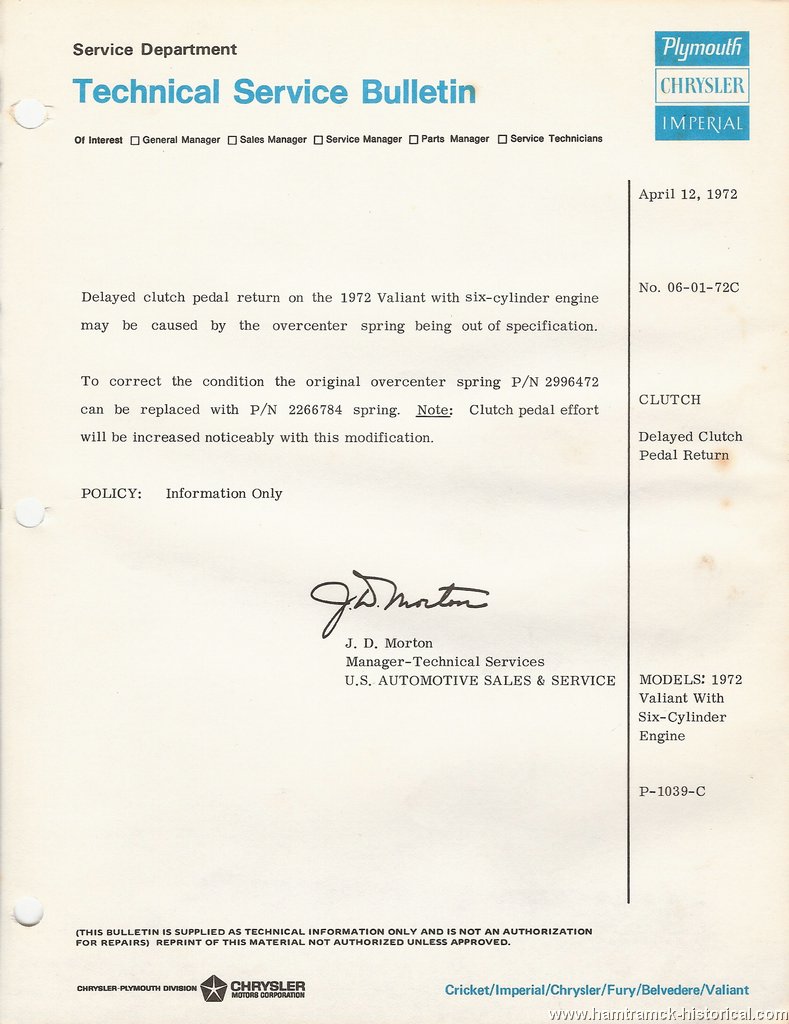 Service Department
Technical Service Bulletin
Plymouth
CHRYSLER
IMPERIAL
Of Interest □ General Manager □ Sales Manager □ Service Manager □ Parts Manager □ Service Technicians
April 12, 1972
No. 06-01-72C
Delayed clutch pedal return on the 1972 Valiant with six-cylinder engine
may be caused by the overcenter spring being out of specification.
To correct the condition the original overcenter spring P/N 2996472
can be replaced with P/N 2266784 spring. Note: Clutch pedal effort
will be increased noticeably with this modification.
CLUTCH
Delayed Clutch
Pedal Return
POLICY: Information Only
J. D. Morton
J. D. Morton
Manager-Technical Services
U.S. AUTOMOTIVE SALES & SERVICE
MODELS: 1972
Valiant With
Six-Cylinder
Engine
P-1039-C
(THIS BULLETIN IS SUPPLIED AS TECHNICAL INFORMATION ONLY AND IS NOT AN AUTHORIZATION
FOR REPAIRS) REPRINT OF THIS MATERIAL NOT AUTHORIZED UNLESS APPROVED.
CHRYSLER-PLYMOUTH DIVISION
CHRYSLER
MOTORS CORPORATION
Cricket/Imperial/Chrysler/Fury/Belvedere/Valiant
www.hamtramck-historical.com